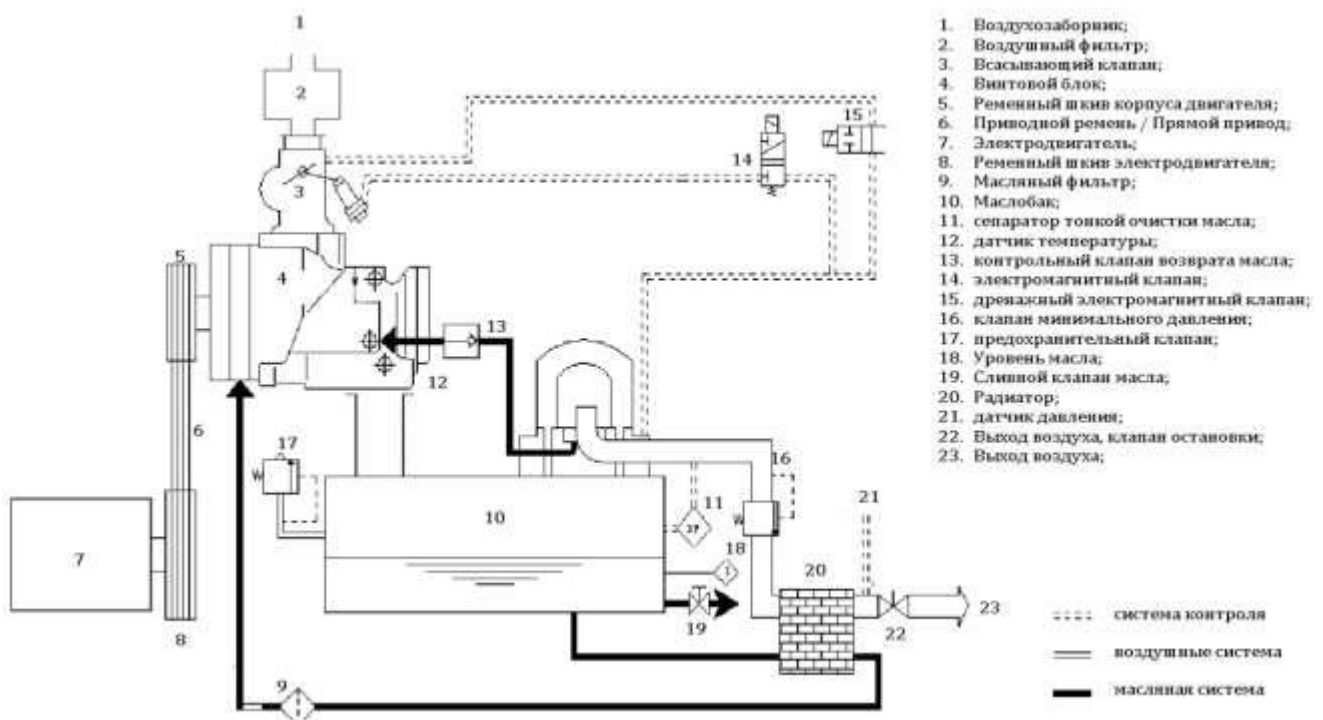 1
2
3
4
5
6
7
8
9
10
11
12
13
14
15
16
17
18
19
20
21
22
23
1. Воздухозаборник;
2. Воздушный фильтр;
3. Всасывающий клапан;
4. Винтовой блок;
5. Ременный шкив корпуса двигателя;
6. Приводной ремень / Прямой привод;
7. Электродвигатель;
8. Ременный шкив электродвигателя;
9. Масляный фильтр;
10. Маслобак;
11. сепаратор тонкой очистки масла;
12. датчик температуры;
13. контрольный клапан возврата масла;
14. электромагнитный клапан;
15. дренажный электромагнитный клапан;
16. клапан минимального давления;
17. предохранительный клапан;
18. Уровень масла;
19. Сливной клапан масла;
20. Радиатор;
21. датчик давления;
22. Выход воздуха, клапан остановки;
23. Выход воздуха;
система контроля
воздушные система
масляная система